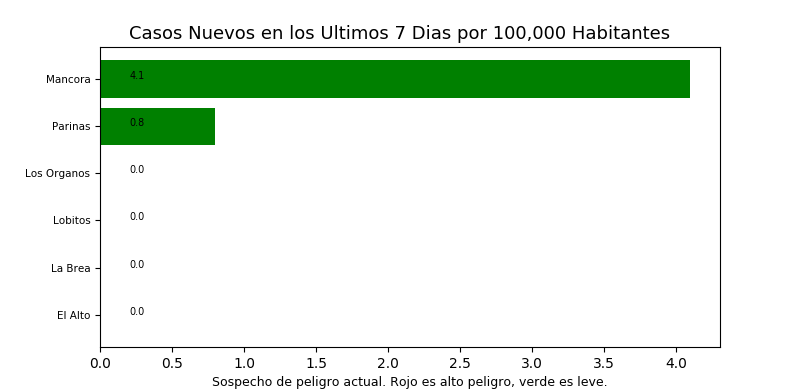 Casos Nuevos en los Ultimos 7 Dias por 100,000 Habitantes
Mancora 4.1
Parinas 0.8
Los Organos 0.0
Lobitos 0.0
La Brea 0.0
El Alto 0.0
0.0 0.5 1.0 1.5 2.0 2.5 3.0 3.5 4.0
Sospecho de peligro actual. Rojo es alto peligro, verde es leve.